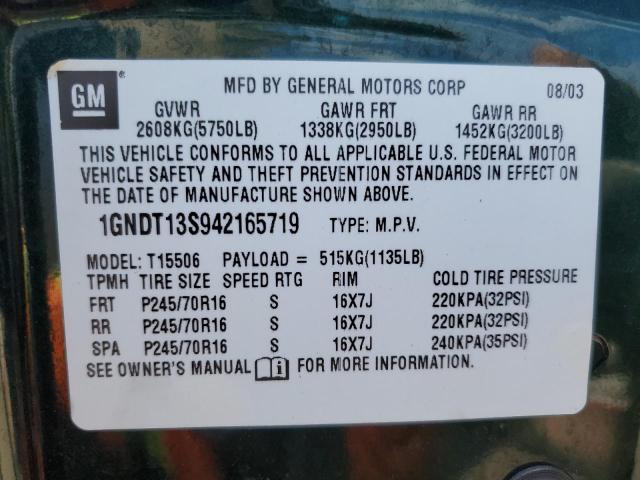 GM
MFD BY GENERAL MOTORS CORP 08/03
GVWR GAWR FRT GAWR RR
2608KG(5750LB) 1338KG(2950LB) 1452KG(3200LB)
THIS VEHICLE CONFORMS TO ALL APPLICABLE U.S. FEDERAL MOTOR
VEHICLE SAFETY AND THEFT PREVENTION STANDARDS IN EFFECT ON
THE DATE OF MANUFACTURE SHOWN ABOVE.
1GNDT13S942165719 TYPE: M.P.V.
MODEL: T15506 PAYLOAD = 515KG(1135LB)
TPMH TIRE SIZE SPEED RTG RIM COLD TIRE PRESSURE
FRT P245/70R16 S 16X7J 220KPA(32PSI)
RR P245/70R16 S 16X7J 220KPA(32PSI)
SPA P245/70R16 S 16X7J 240KPA(35PSI)
SEE OWNER'S MANUAL FOR MORE INFORMATION.